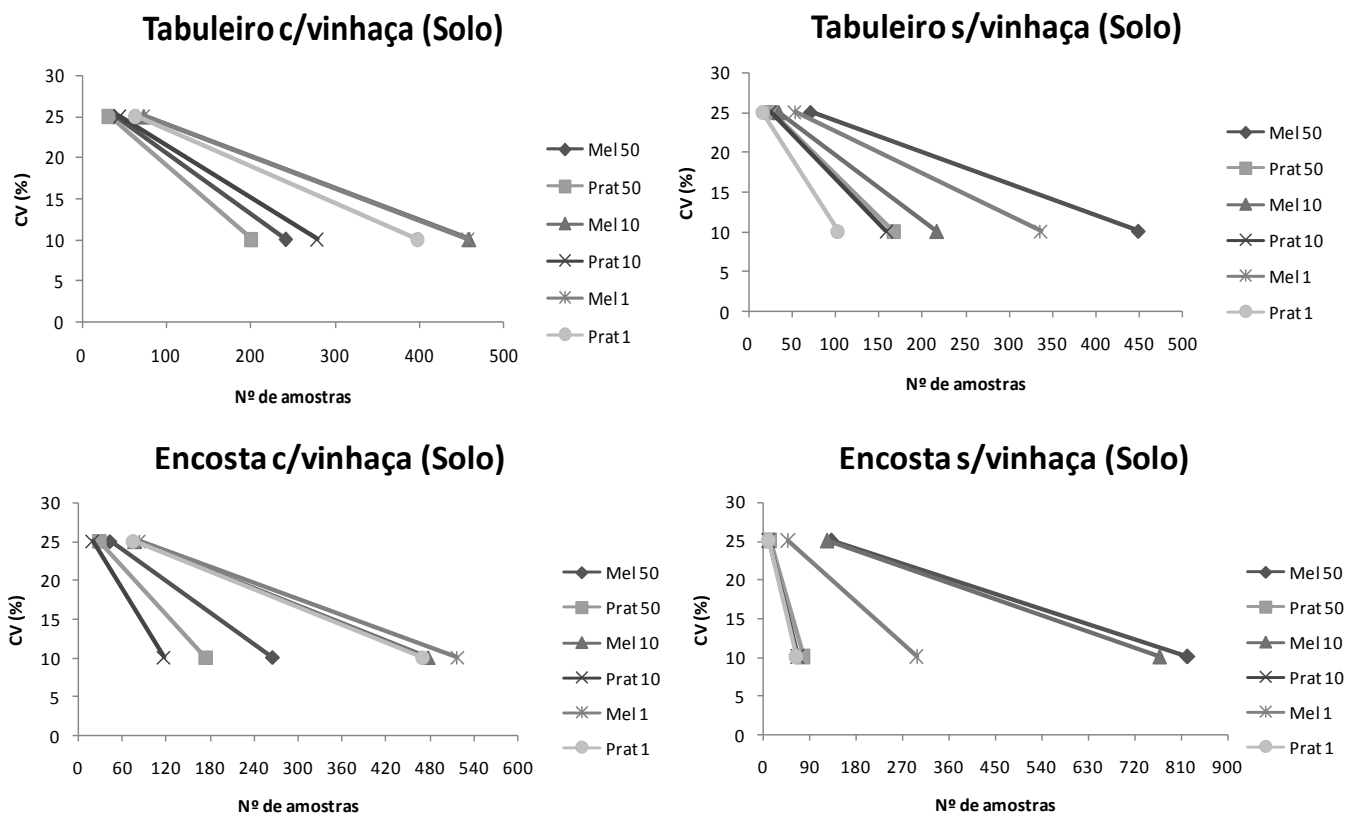 Tabuleiro c/vinhaça (Solo)
30
25
20
15
10
5
0
CV (%)
0 100 200 300 400 500
Nº de amostras
Mel 50
Prat 50
Mel 10
Prat 10
Mel 1
Prat 1
Tabuleiro s/vinhaça (Solo)
30
25
20
15
10
5
0
CV (%)
0 50 100 150 200 250 300 350 400 450 500
Nº de amostras
Mel 50
Prat 50
Mel 10
Prat 10
Mel 1
Prat 1
Encosta c/vinhaça (Solo)
30
25
20
15
10
5
0
CV (%)
0 60 120 180 240 300 360 420 480 540 600
Nº de amostras
Mel 50
Prat 50
Mel 10
Prat 10
Mel 1
Prat 1
Encosta s/vinhaça (Solo)
30
25
20
15
10
5
0
CV (%)
0 90 180 270 360 450 540 630 720 810 900
Nº de amostras
Mel 50
Prat 50
Mel 10
Prat 10
Mel 1
Prat 1